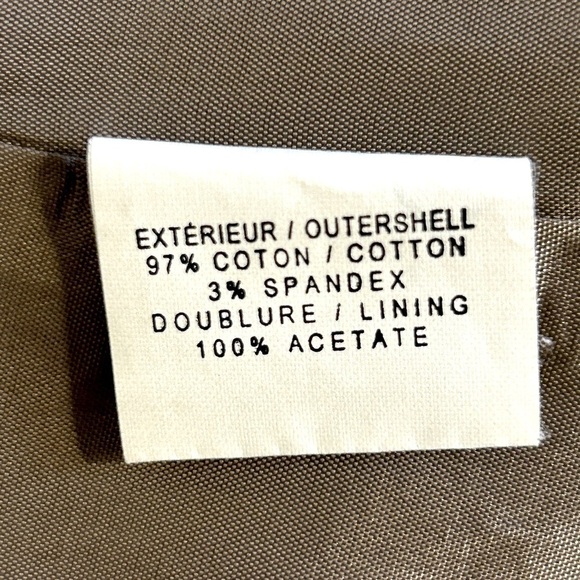 EXTÉRIEUR / OUTERSHELL
97% COTON / COTTON
3% SPANDEX
DOUBLURE / LINING
100% ACETATE